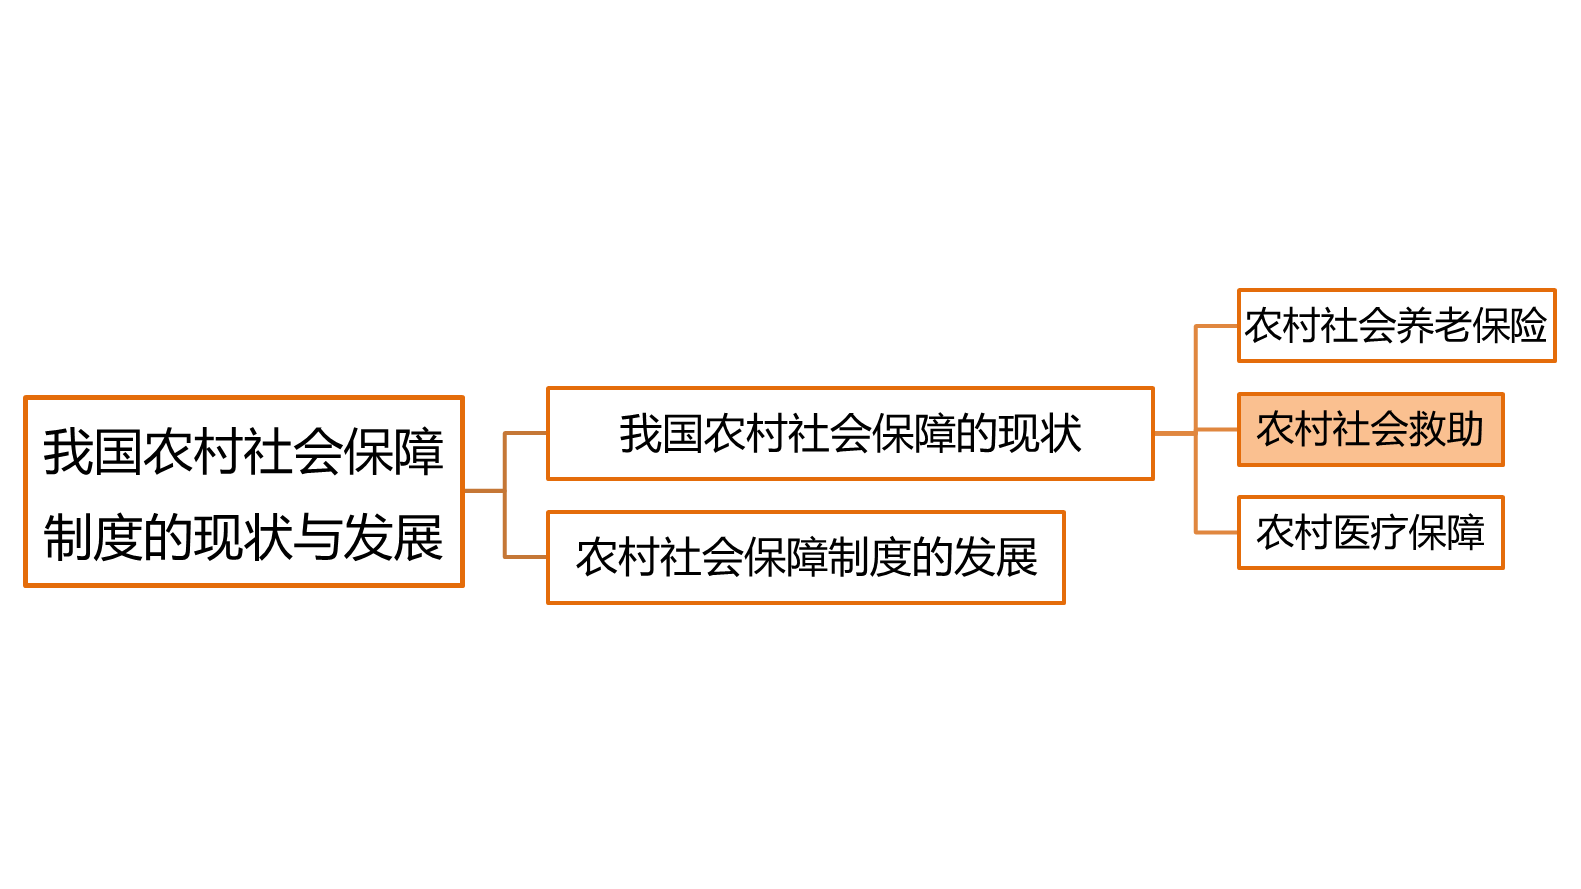 我国农村社会保障
制度的现状与发展
我国农村社会保障的现状
农村社会保障制度的发展
农村社会养老保险
农村社会救助
农村医疗保障